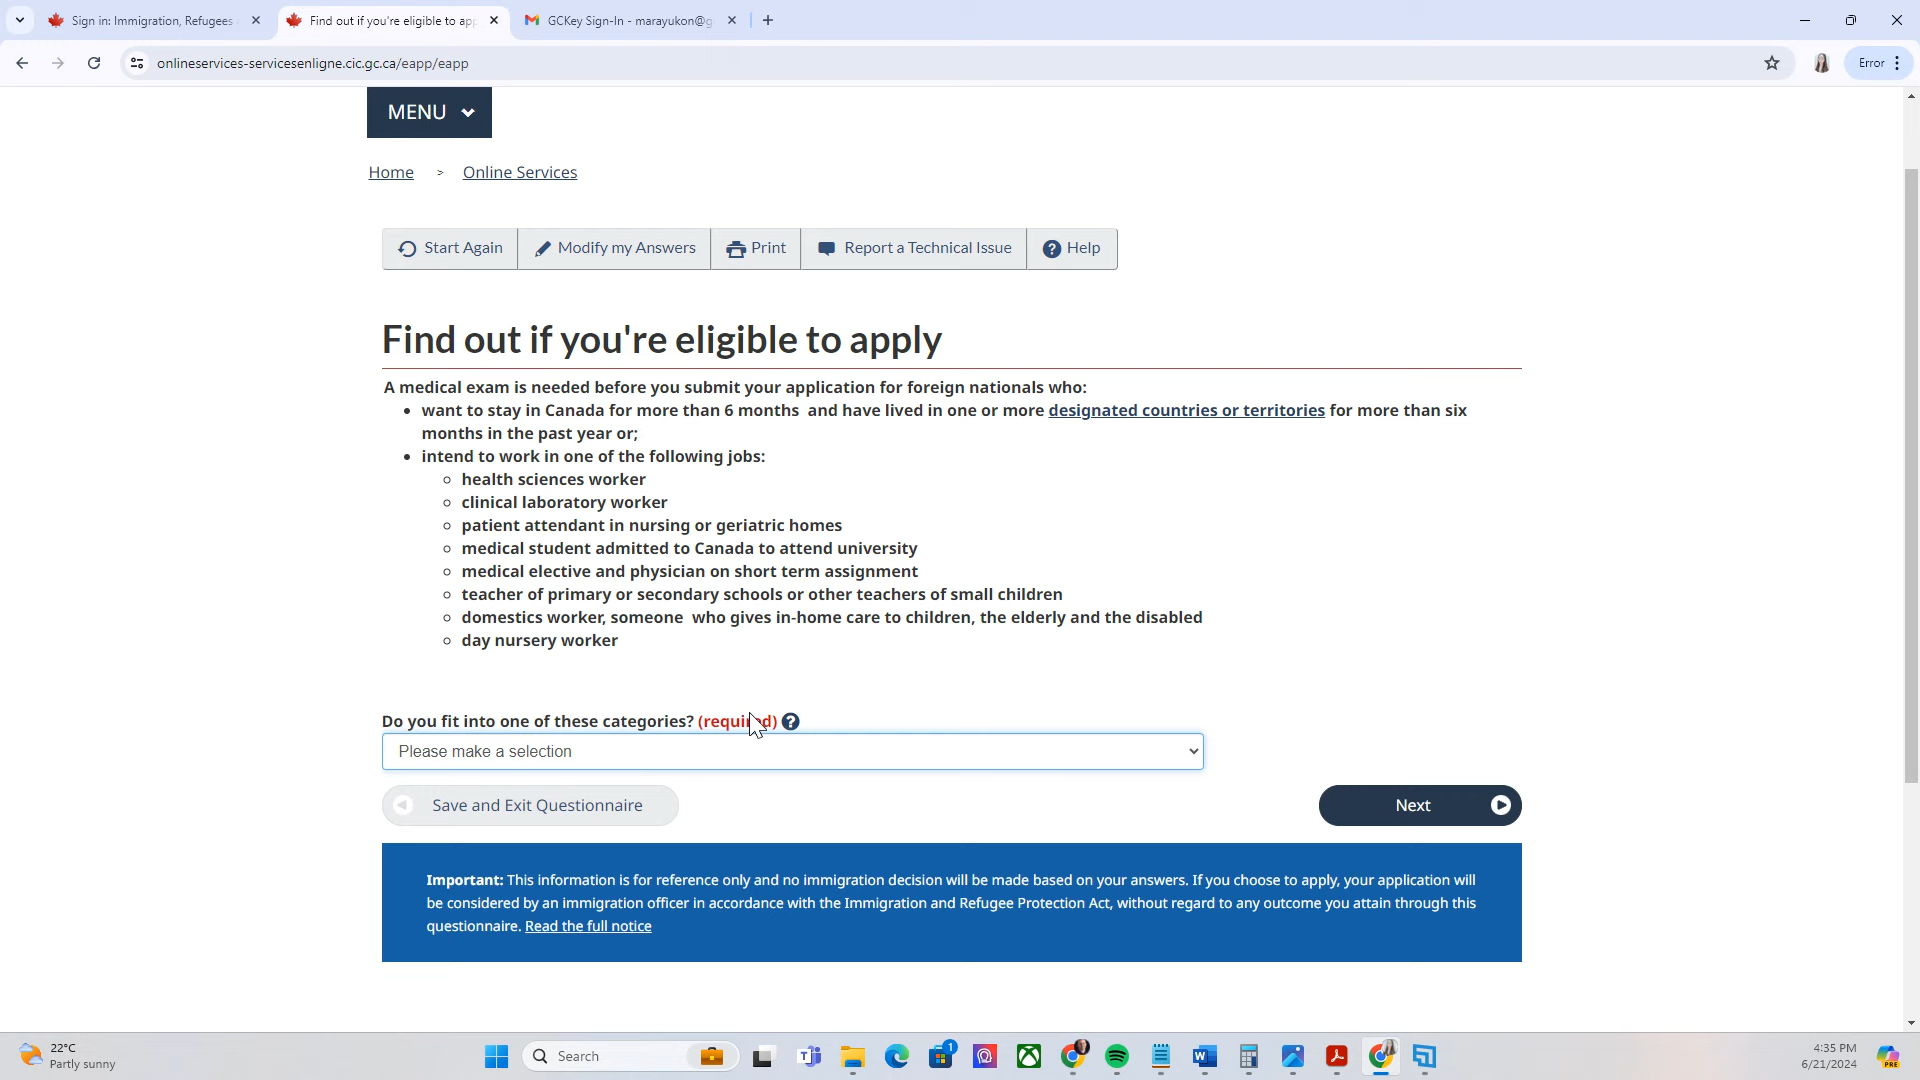 Sign in: Immigration, Refugees
Find out if you're eligible to app
GCKey Sign-In - marayukon@g
onlineservices-servicesenligne.cic.gc.ca/eapp/eapp
Error
MENU
Home > Online Services
Start Again
Modify my Answers
Print
Report a Technical Issue
Help
Find out if you're eligible to apply
A medical exam is needed before you submit your application for foreign nationals who:
• want to stay in Canada for more than 6 months and have lived in one or more designated countries or territories for more than six
months in the past year or;
• intend to work in one of the following jobs:
health sciences worker
clinical laboratory worker
patient attendant in nursing or geriatric homes
medical student admitted to Canada to attend university
medical elective and physician on short term assignment
teacher of primary or secondary schools or other teachers of small children
domestics worker, someone who gives in-home care to children, the elderly and the disabled
day nursery worker
Do you fit into one of these categories? (required)
Please make a selection
Save and Exit Questionnaire
Next
Important: This information is for reference only and no immigration decision will be made based on your answers. If you choose to apply, your application will
be considered by an immigration officer in accordance with the Immigration and Refugee Protection Act, without regard to any outcome you attain through this
questionnaire. Read the full notice
22°C
Partly sunny
Search
1
4:35 PM
6/21/2024
PRE